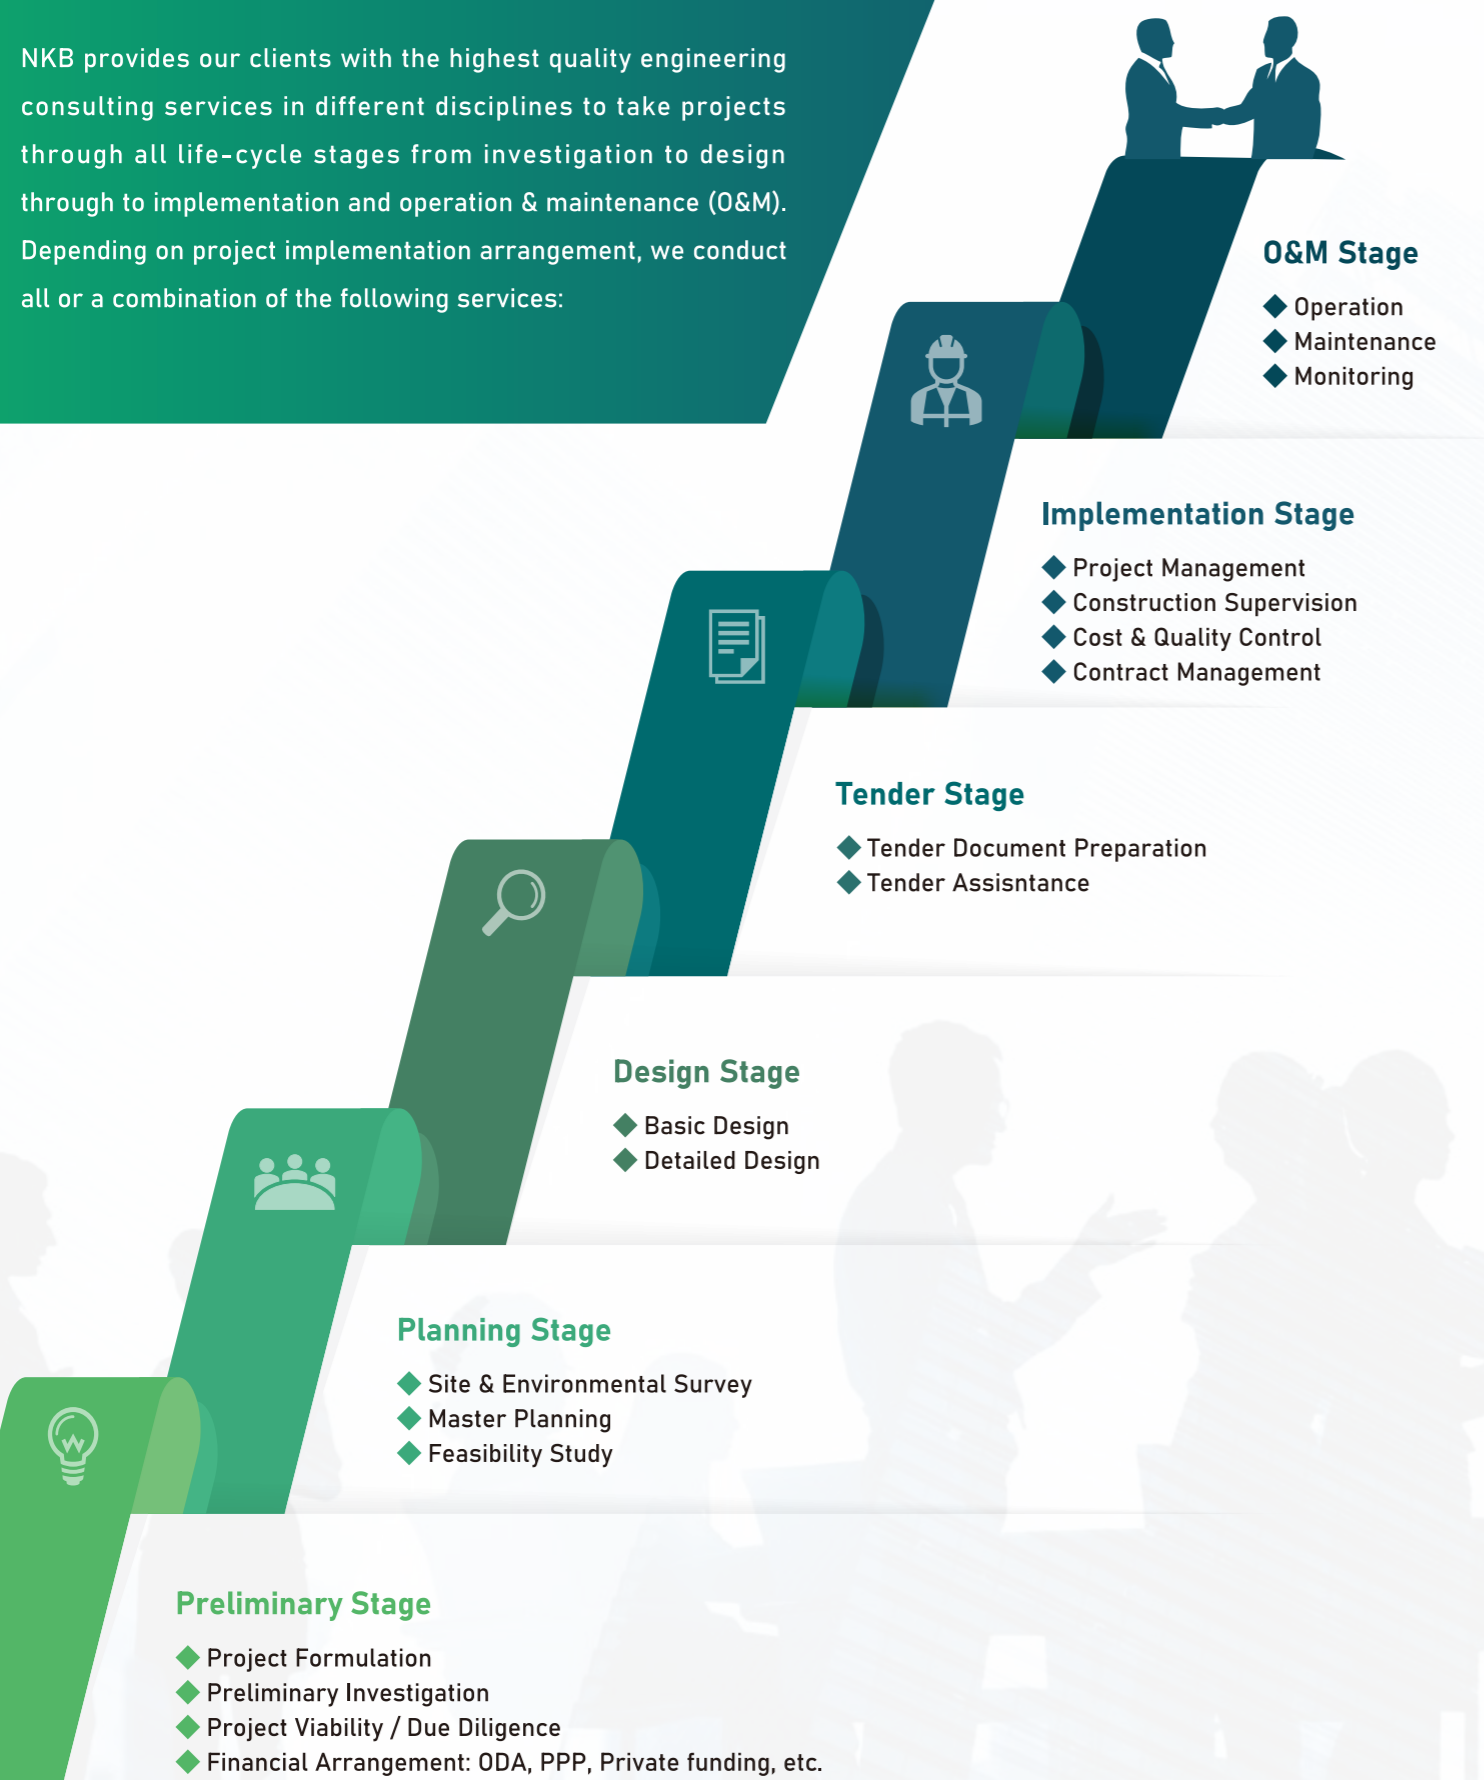 NKB provides our clients with the highest quality engineering
consulting services in different disciplines to take projects
through all life-cycle stages from investigation to design
through to implementation and operation & maintenance (O&M).
Depending on project implementation arrangement, we conduct
all or a combination of the following services:
O&M Stage
Operation
Maintenance
Monitoring
Implementation Stage
Project Management
Construction Supervision
Cost & Quality Control
Contract Management
Tender Stage
Tender Document Preparation
Tender Assisntance
Design Stage
Basic Design
Detailed Design
Planning Stage
Site & Environmental Survey
Master Planning
Feasibility Study
Preliminary Stage
Project Formulation
Preliminary Investigation
Project Viability / Due Diligence
Financial Arrangement: ODA, PPP, Private funding, etc.